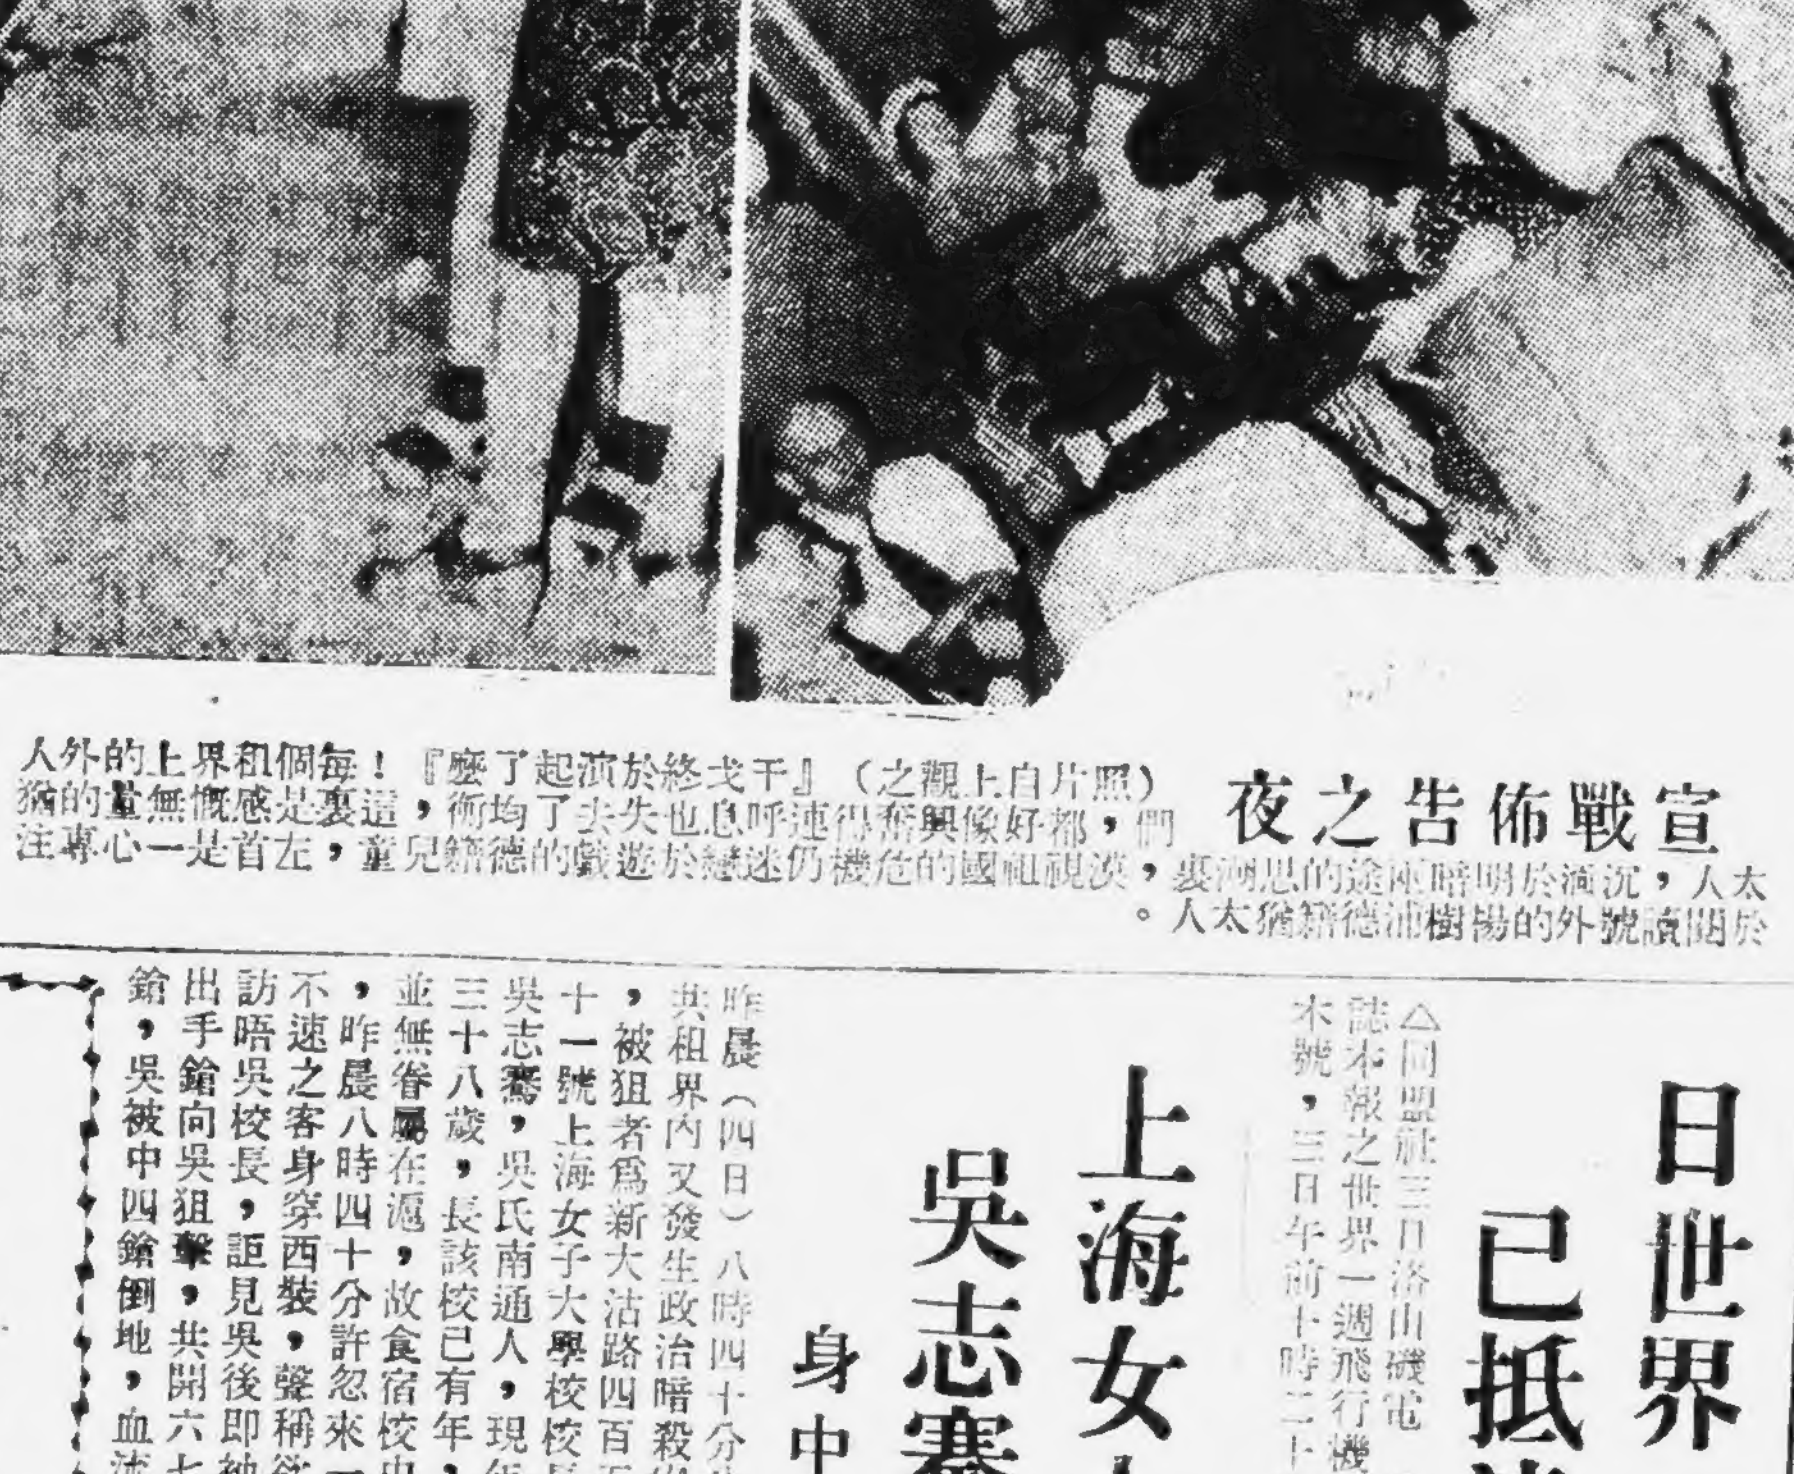 宣戰佈告之夜
（照片自上觀之）『干戈終於演起了麼』！每個租界上的外人
們，都好像興奮得連呼息也失去了均衡，這裏是感慨無量的猶
太人，沉湎於明暗兩途的思潮裏，漠視祖國的危機仍迷戀於遊戲的德籍兒童，左首是一心專注
於閱讀號外的楊樹浦德籍猶太人。
日世界
已抵
△同盟社三日洛山磯電
誌本報之世界一週飛行機
本號，三日午前十時二十
上海女
吳志騫
身中
昨晨（四日）八時四十分
共租界內又發生政治暗殺
，被狙者爲新大沽路四百
十一號上海女子大學校校長
吳志騫，吳氏南通人，現年
三十八歲，長該校已有年，
並無眷屬在滬，故食宿校中
，昨晨八時四十分許忽來一
不速之客身穿西裝，聲稱欲
訪晤吳校長，詎見吳後即袖
出手鎗向吳狙擊，共開六七
鎗，吳被中四鎗倒地，血流